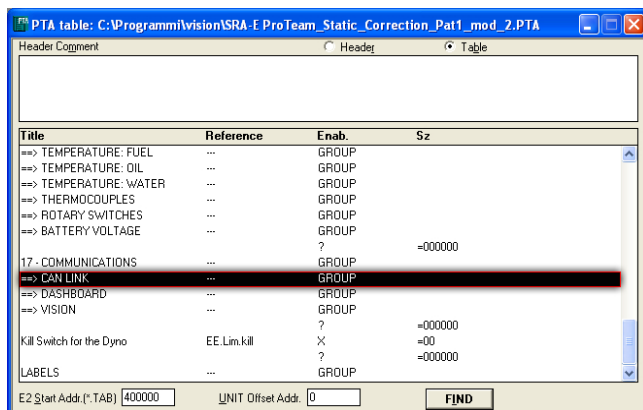 PTA table: C:\Programmi\vision\SRA-E ProTeam_Static_Correction_Pat1_mod_2.PTA
Header Comment Header Table
Title Reference Enab. Sz
==> TEMPERATURE: FUEL --- GROUP
==> TEMPERATURE: OIL --- GROUP
==> TEMPERATURE: WATER --- GROUP
==> THERMOCOUPLES --- GROUP
==> ROTARY SWITCHES --- GROUP
==> BATTERY VOLTAGE --- GROUP
? =000000
17 - COMMUNICATIONS --- GROUP
==> CAN LINK --- GROUP
==> DASHBOARD --- GROUP
==> VISION --- GROUP
? =000000
Kill Switch for the Dyno EE.Lim.kill X =00
? =000000
LABELS --- GROUP
E2 Start Addr.(*.TAB) 400000 UNIT Offset Addr. 0 FIND